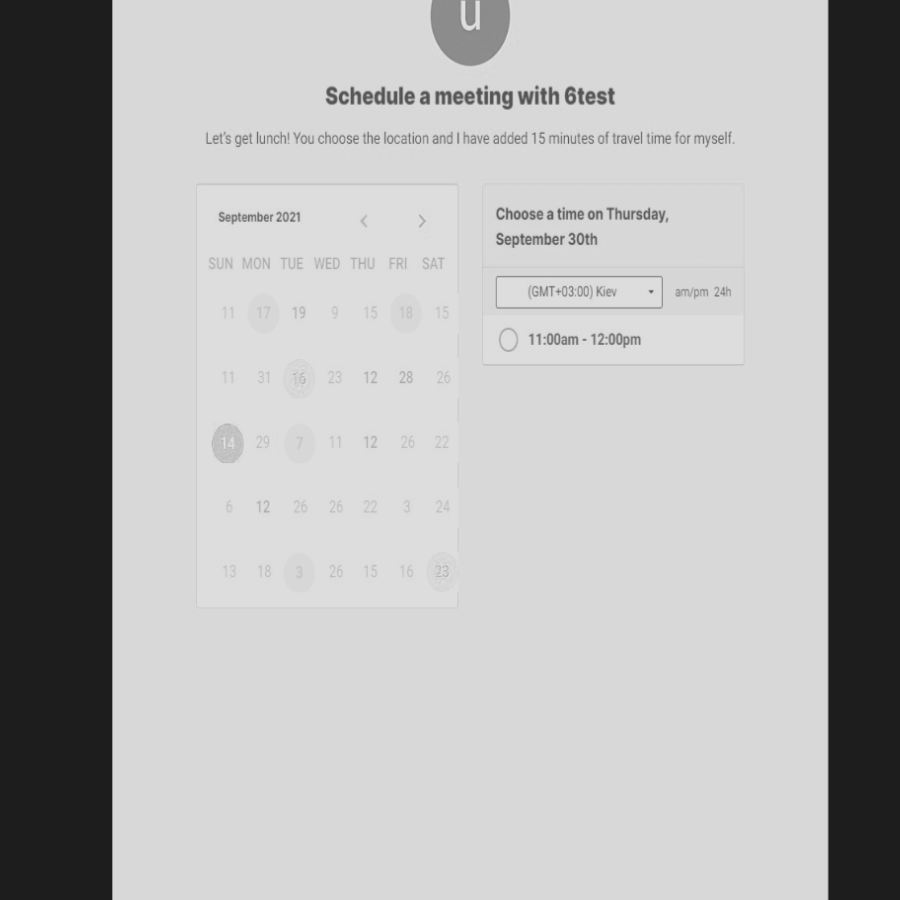 u
Schedule a meeting with 6test
Let's get lunch! You choose the location and I have added 15 minutes of travel time for myself.
September 2021
SUN MON TUE WED THU FRI SAT
11 17 19 9 15 18 15
11 31 16 23 12 28 26
14 29 7 11 12 26 22
6 12 26 26 22 3 24
13 18 3 26 15 16 23
Choose a time on Thursday,
September 30th
(GMT+03:00) Kiev am/pm 24h
11:00am - 12:00pm